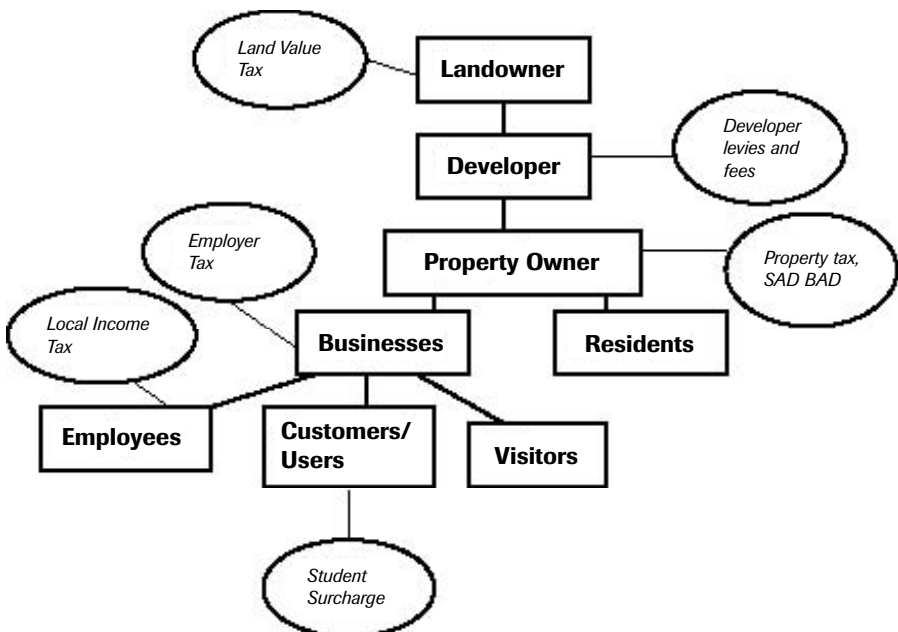 Land Value
Tax
Landowner
Developer
Developer
levies and
fees
Employer
Tax
Property Owner
Property tax,
SAD BAD
Local Income
Tax
Businesses
Residents
Employees
Customers/
Users
Visitors
Student
Surcharge